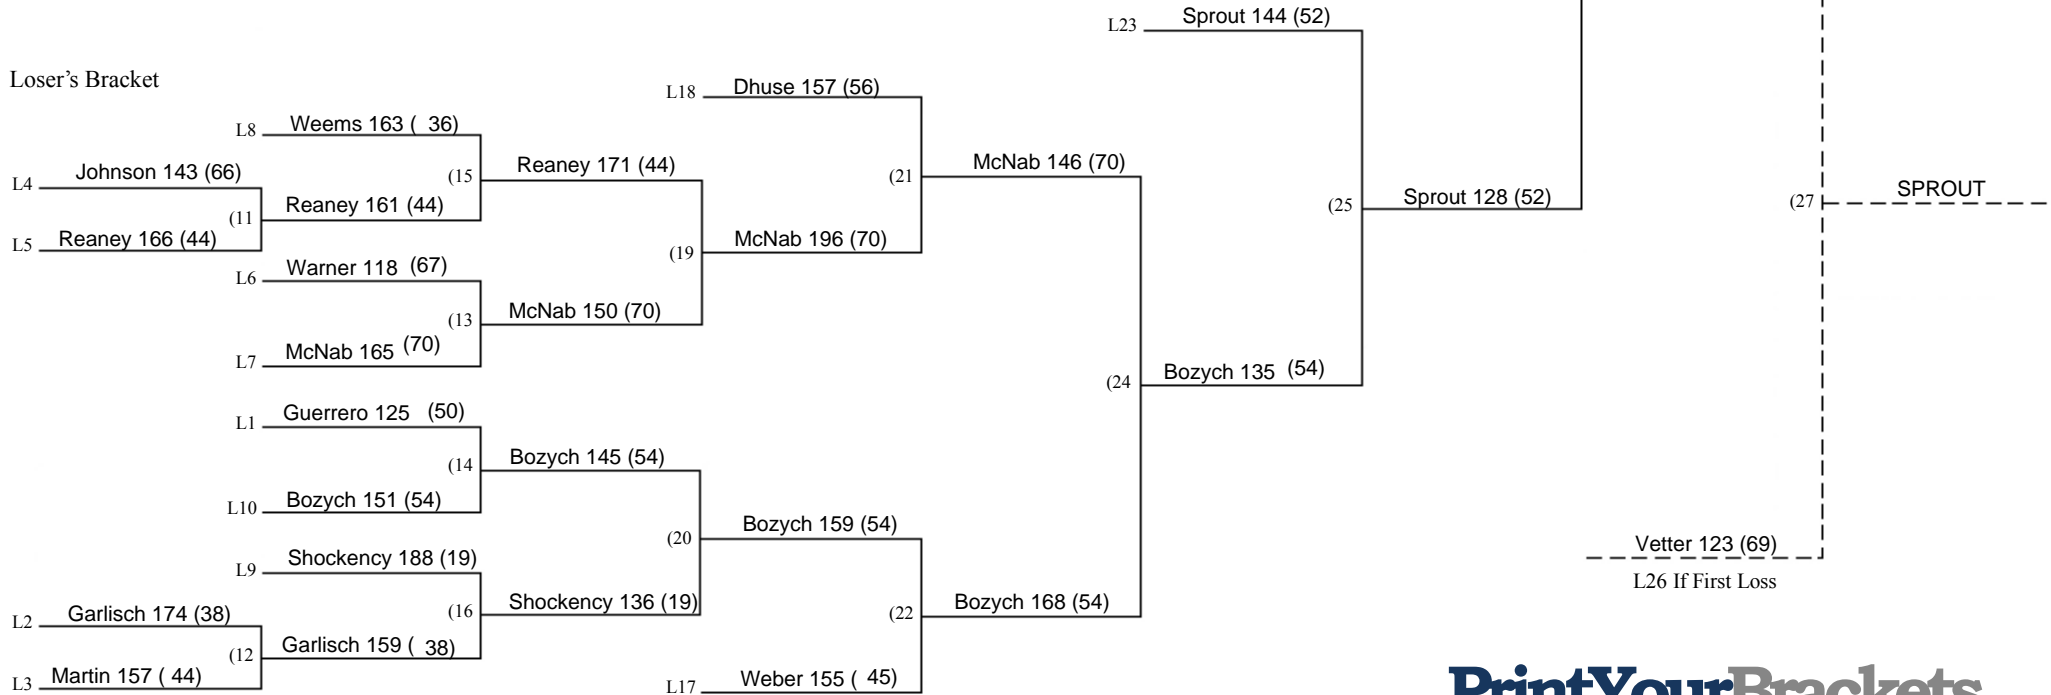 Sprout 144 (52)
L23
Loser's Bracket
Dhuse 157 (56)
L18
Weems 163 ( 36)
L8
Johnson 143 (66)
Reaney 171 (44)
McNab 146 (70)
L4
(15
(21
SPROUT
Reaney 161 (44)
Sprout 128 (52)
(11
(25
(27
Reaney 166 (44)
McNab 196 (70)
L5
(19
Warner 118 (67)
L6
McNab 150 (70)
(13
McNab 165 (70)
L7
Bozych 135 (54)
(24
Guerrero 125 (50)
L1
Bozych 145 (54)
(14
Bozych 151 (54)
L10
Bozych 159 (54)
(20
Vetter 123 (69)
Shockency 188 (19)
L9
L26 If First Loss
Shockency 136 (19)
Bozych 168 (54)
Garlisch 174 (38)
(16
(22
L2
Garlisch 159 ( 38)
(12
Martin 157 ( 44)
Weber 155 ( 45)
L3
L17
PrintYourBrackets